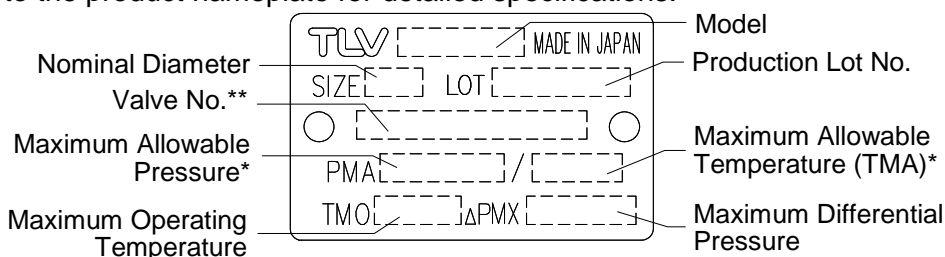 to the product nameplate for detailed specifications.
TLV MADE IN JAPAN
Model
Nominal Diameter
SIZE LOT
Production Lot No.
Valve No.**
Maximum Allowable
Pressure*
PMA /
Maximum Allowable
Temperature (TMA)*
Maximum Operating
Temperature
TMO ΔPMX
Maximum Differential
Pressure